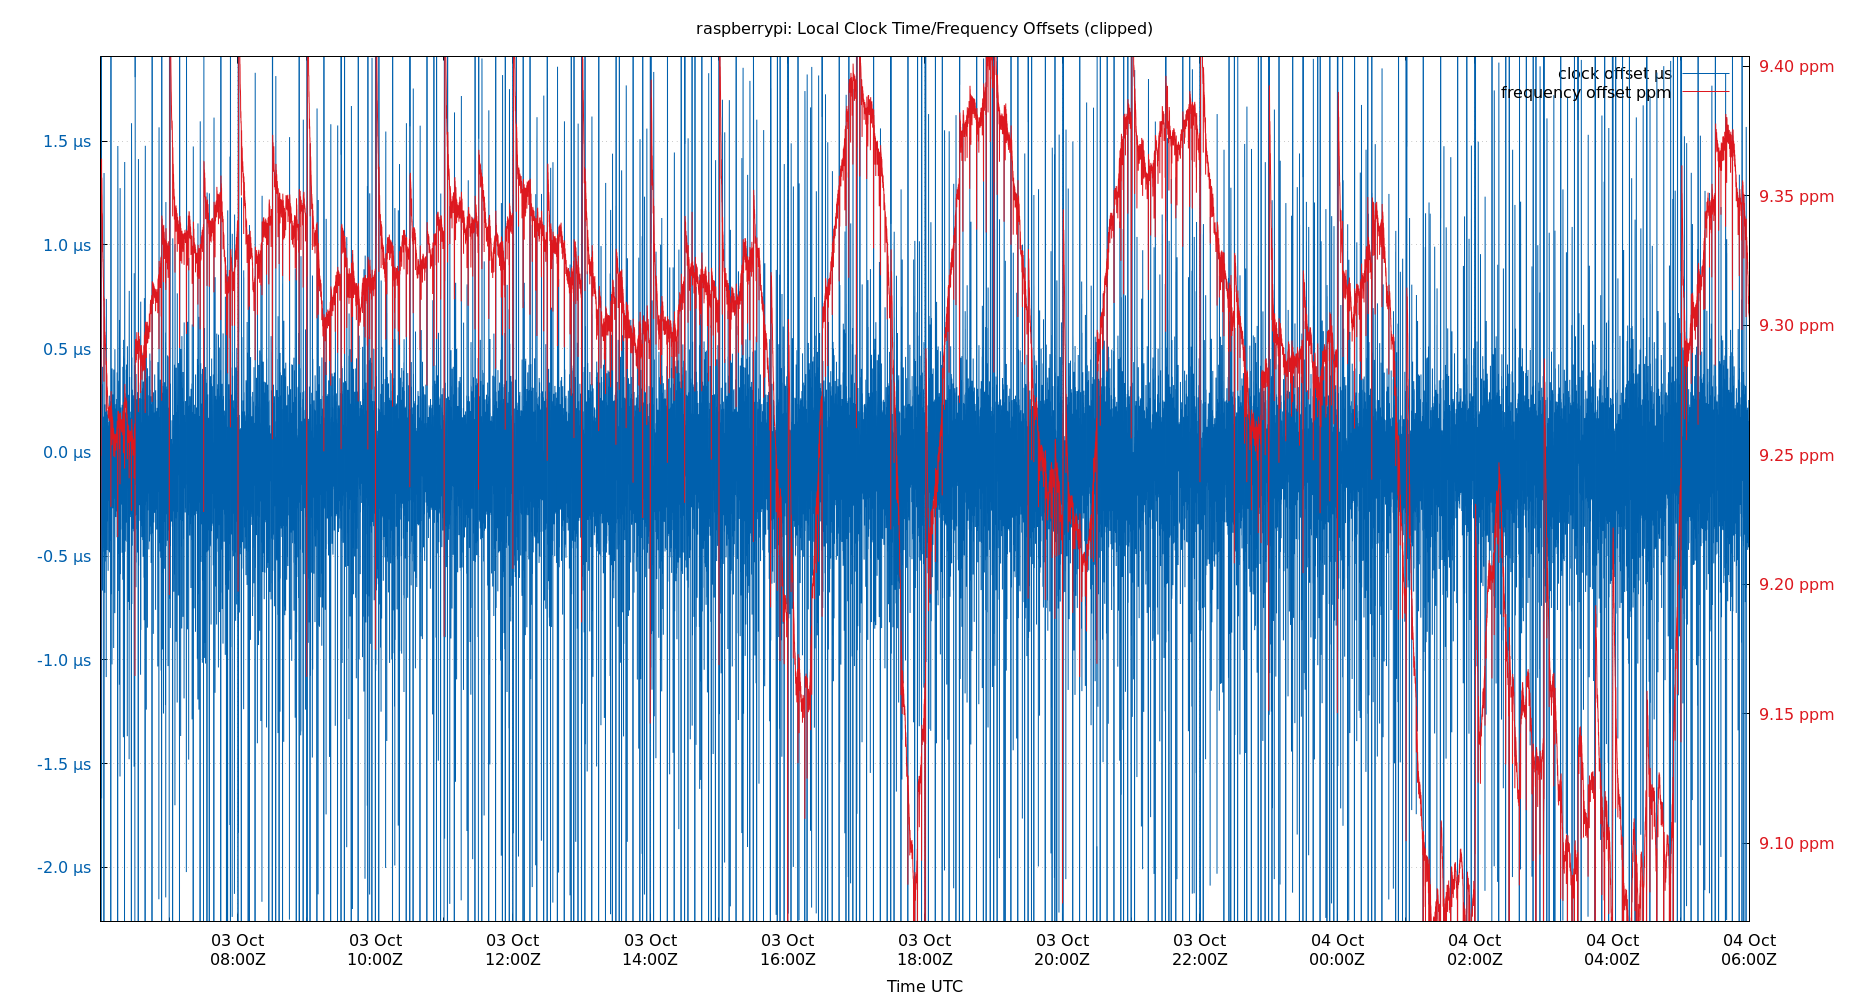 raspberrypi: Local Clock Time/Frequency Offsets (clipped)
clock offset µs
frequency offset ppm
1.5 µs
1.0 µs
0.5 µs
0.0 µs
-0.5 µs
-1.0 µs
-1.5 µs
-2.0 µs
9.40 ppm
9.35 ppm
9.30 ppm
9.25 ppm
9.20 ppm
9.15 ppm
9.10 ppm
03 Oct 03 Oct 03 Oct 03 Oct 03 Oct 03 Oct 03 Oct 03 Oct 04 Oct 04 Oct 04 Oct 04 Oct
08:00Z 10:00Z 12:00Z 14:00Z 16:00Z 18:00Z 20:00Z 22:00Z 00:00Z 02:00Z 04:00Z 06:00Z
Time UTC